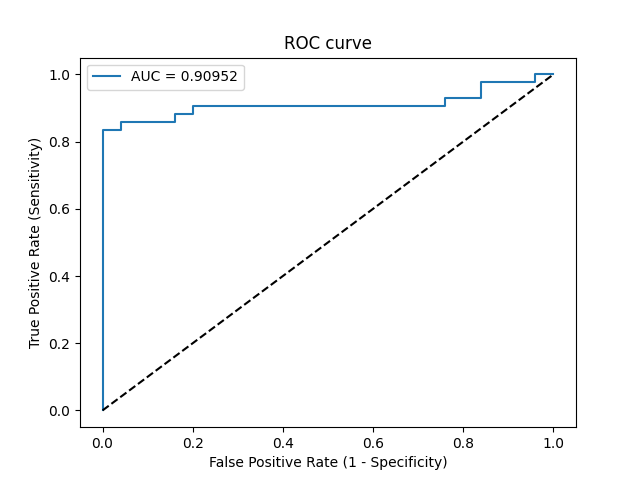 ROC curve
AUC = 0.90952
True Positive Rate (Sensitivity)
1.0
0.8
0.6
0.4
0.2
0.0
0.0 0.2 0.4 0.6 0.8 1.0
False Positive Rate (1 - Specificity)